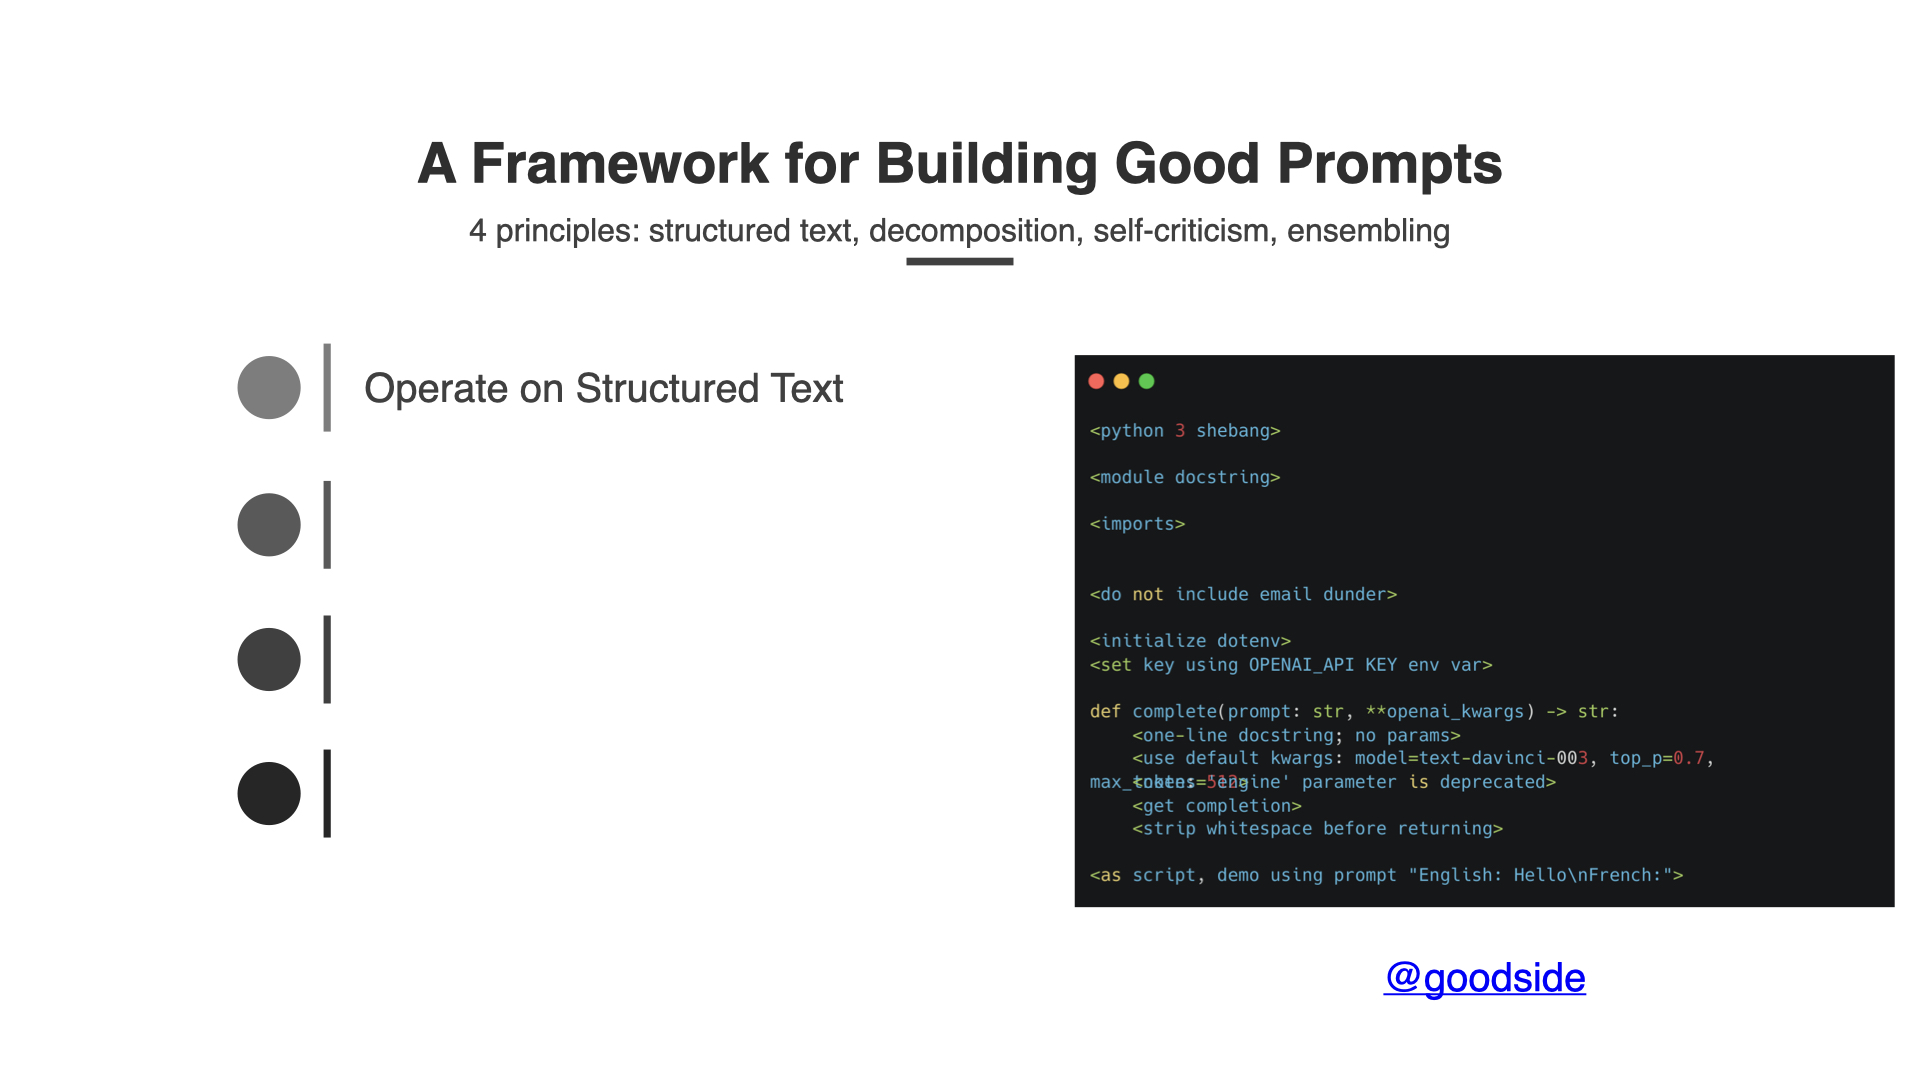 A Framework for Building Good Prompts
4 principles: structured text, decomposition, self-criticism, ensembling
Operate on Structured Text
<python 3 shebang>
<module docstring>
<imports>
<do not include email dunder>
<initialize dotenv>
<set key using OPENAI_API KEY env var>
def complete(prompt: str, **openai_kwargs) -> str:
<one-line docstring; no params>
<use default kwargs: model=text-davinci-003, top_p=0.7,
max_tokens=512>
engine' parameter is deprecated>
<get completion>
<strip whitespace before returning>
<as script, demo using prompt "English: Hello\nFrench:">
@goodside